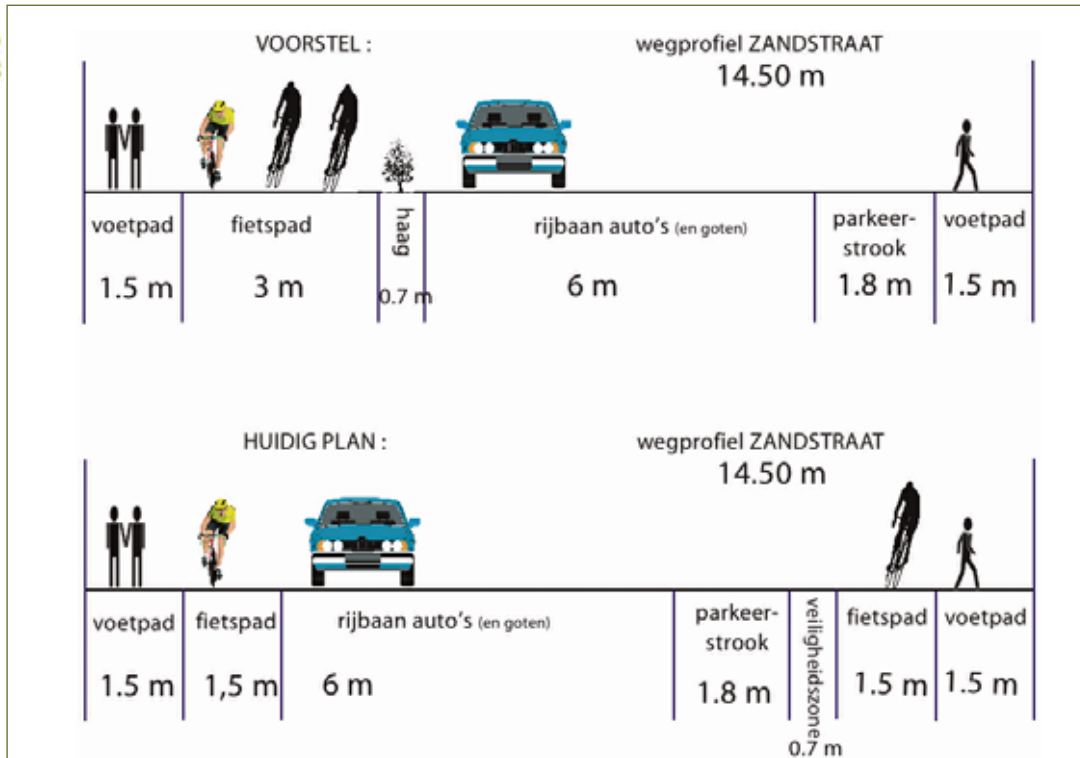 VOORSTEL :
wegprofiel ZANDSTRAAT
14.50 m
voetpad
fietspad
haag
rijbaan auto's (en goten)
parkeer-
strook
voetpad
1.5 m
3 m
0.7 m
6 m
1.8 m
1.5 m
HUIDIG PLAN :
wegprofiel ZANDSTRAAT
14.50 m
voetpad
fietspad
rijbaan auto's (en goten)
parkeer-
strook
veiligheidszone
fietspad
voetpad
1.5 m
1,5 m
6 m
1.8 m
0.7 m
1.5 m
1.5 m